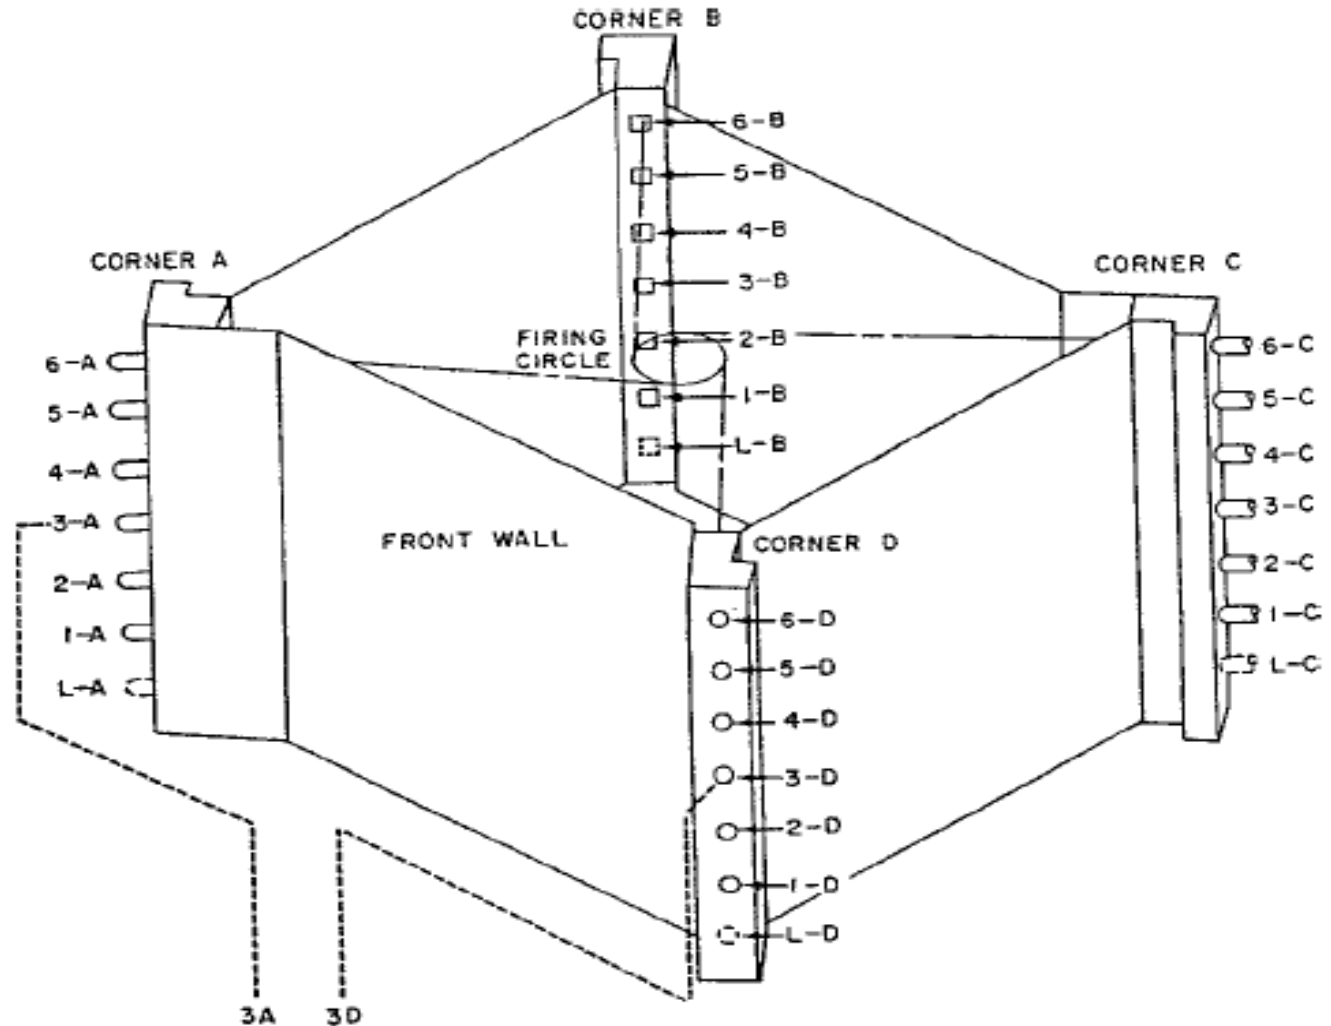 CORNER B
6-B
5-B
4-B
3-B
2-B
1-B
L-B
CORNER A
6-A
5-A
4-A
3-A
2-A
1-A
L-A
FIRING
CIRCLE
CORNER C
6-C
5-C
4-C
3-C
2-C
1-C
L-C
FRONT WALL
CORNER D
6-D
5-D
4-D
3-D
2-D
1-D
L-D
3A
3D